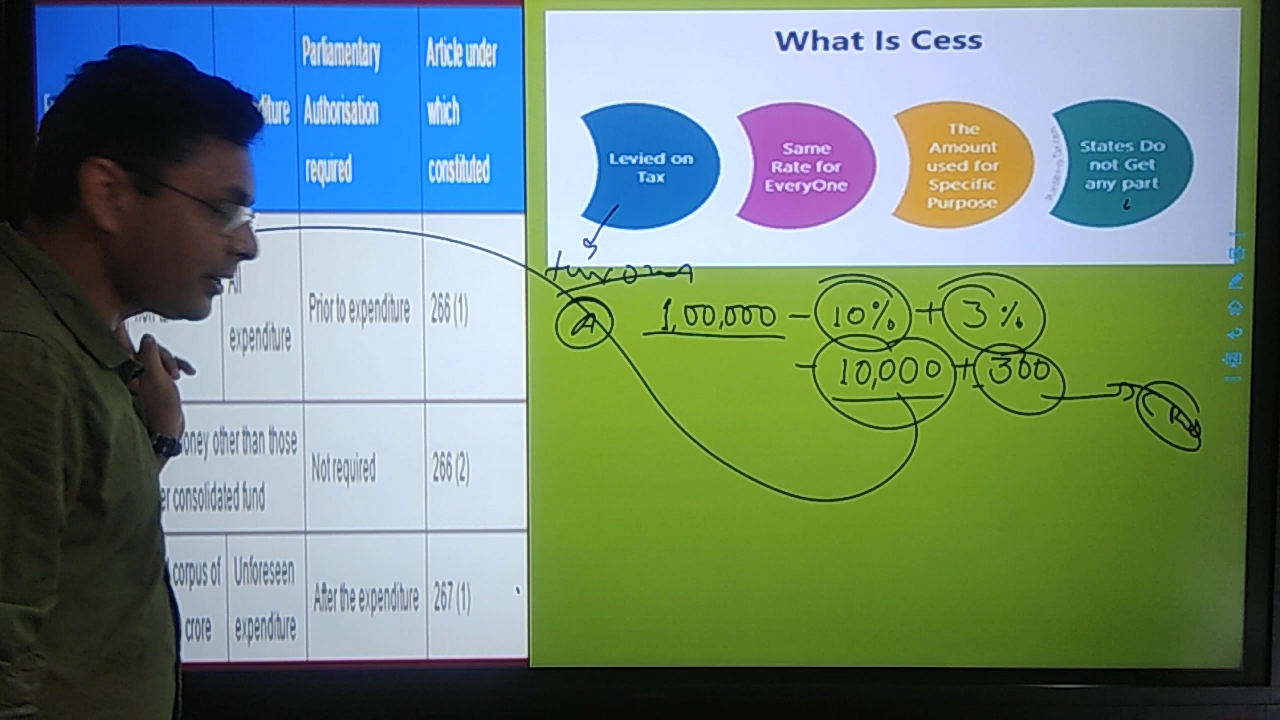 Parliamentary
Authorisation
required
Article under
which
constituted
expenditure
Prior to expenditure
266 (1)
oney other than those
er consolidated fund
Not required
266 (2)
corpus of
crore
Unforeseen
expenditure
After the expenditure
267 (1)
What Is Cess
Levied on
Tax
Same
Rate for
EveryOne
The
Amount
used for
Specific
Purpose
States Do
not Get
any part
A 1,00,000 - 10% + 3%
- 10,000 + 300